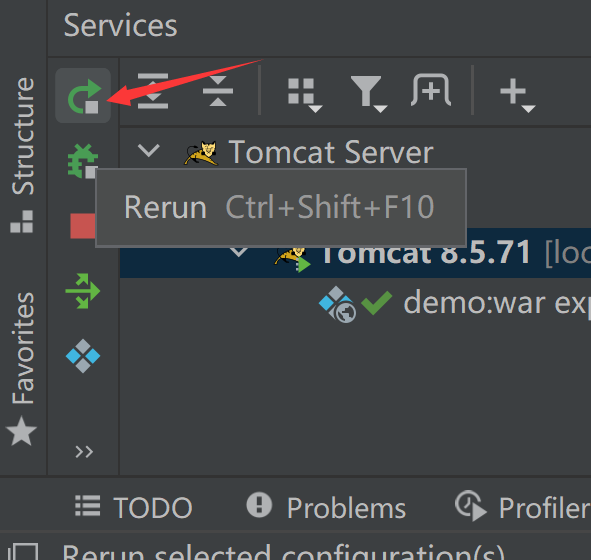 Services
Structure
Tomcat Server
Rerun Ctrl+Shift+F10
Tomcat 8.5.71 [loc
demo:war exp
Favorites
TODO Problems Profiler
Rerun selected configuration(s)